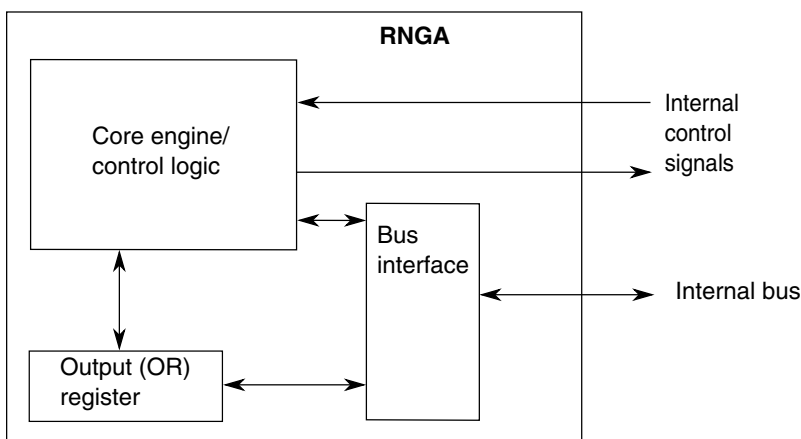 RNGA
Core engine/
control logic
Internal
control
signals
Bus
interface
Internal bus
Output (OR)
register